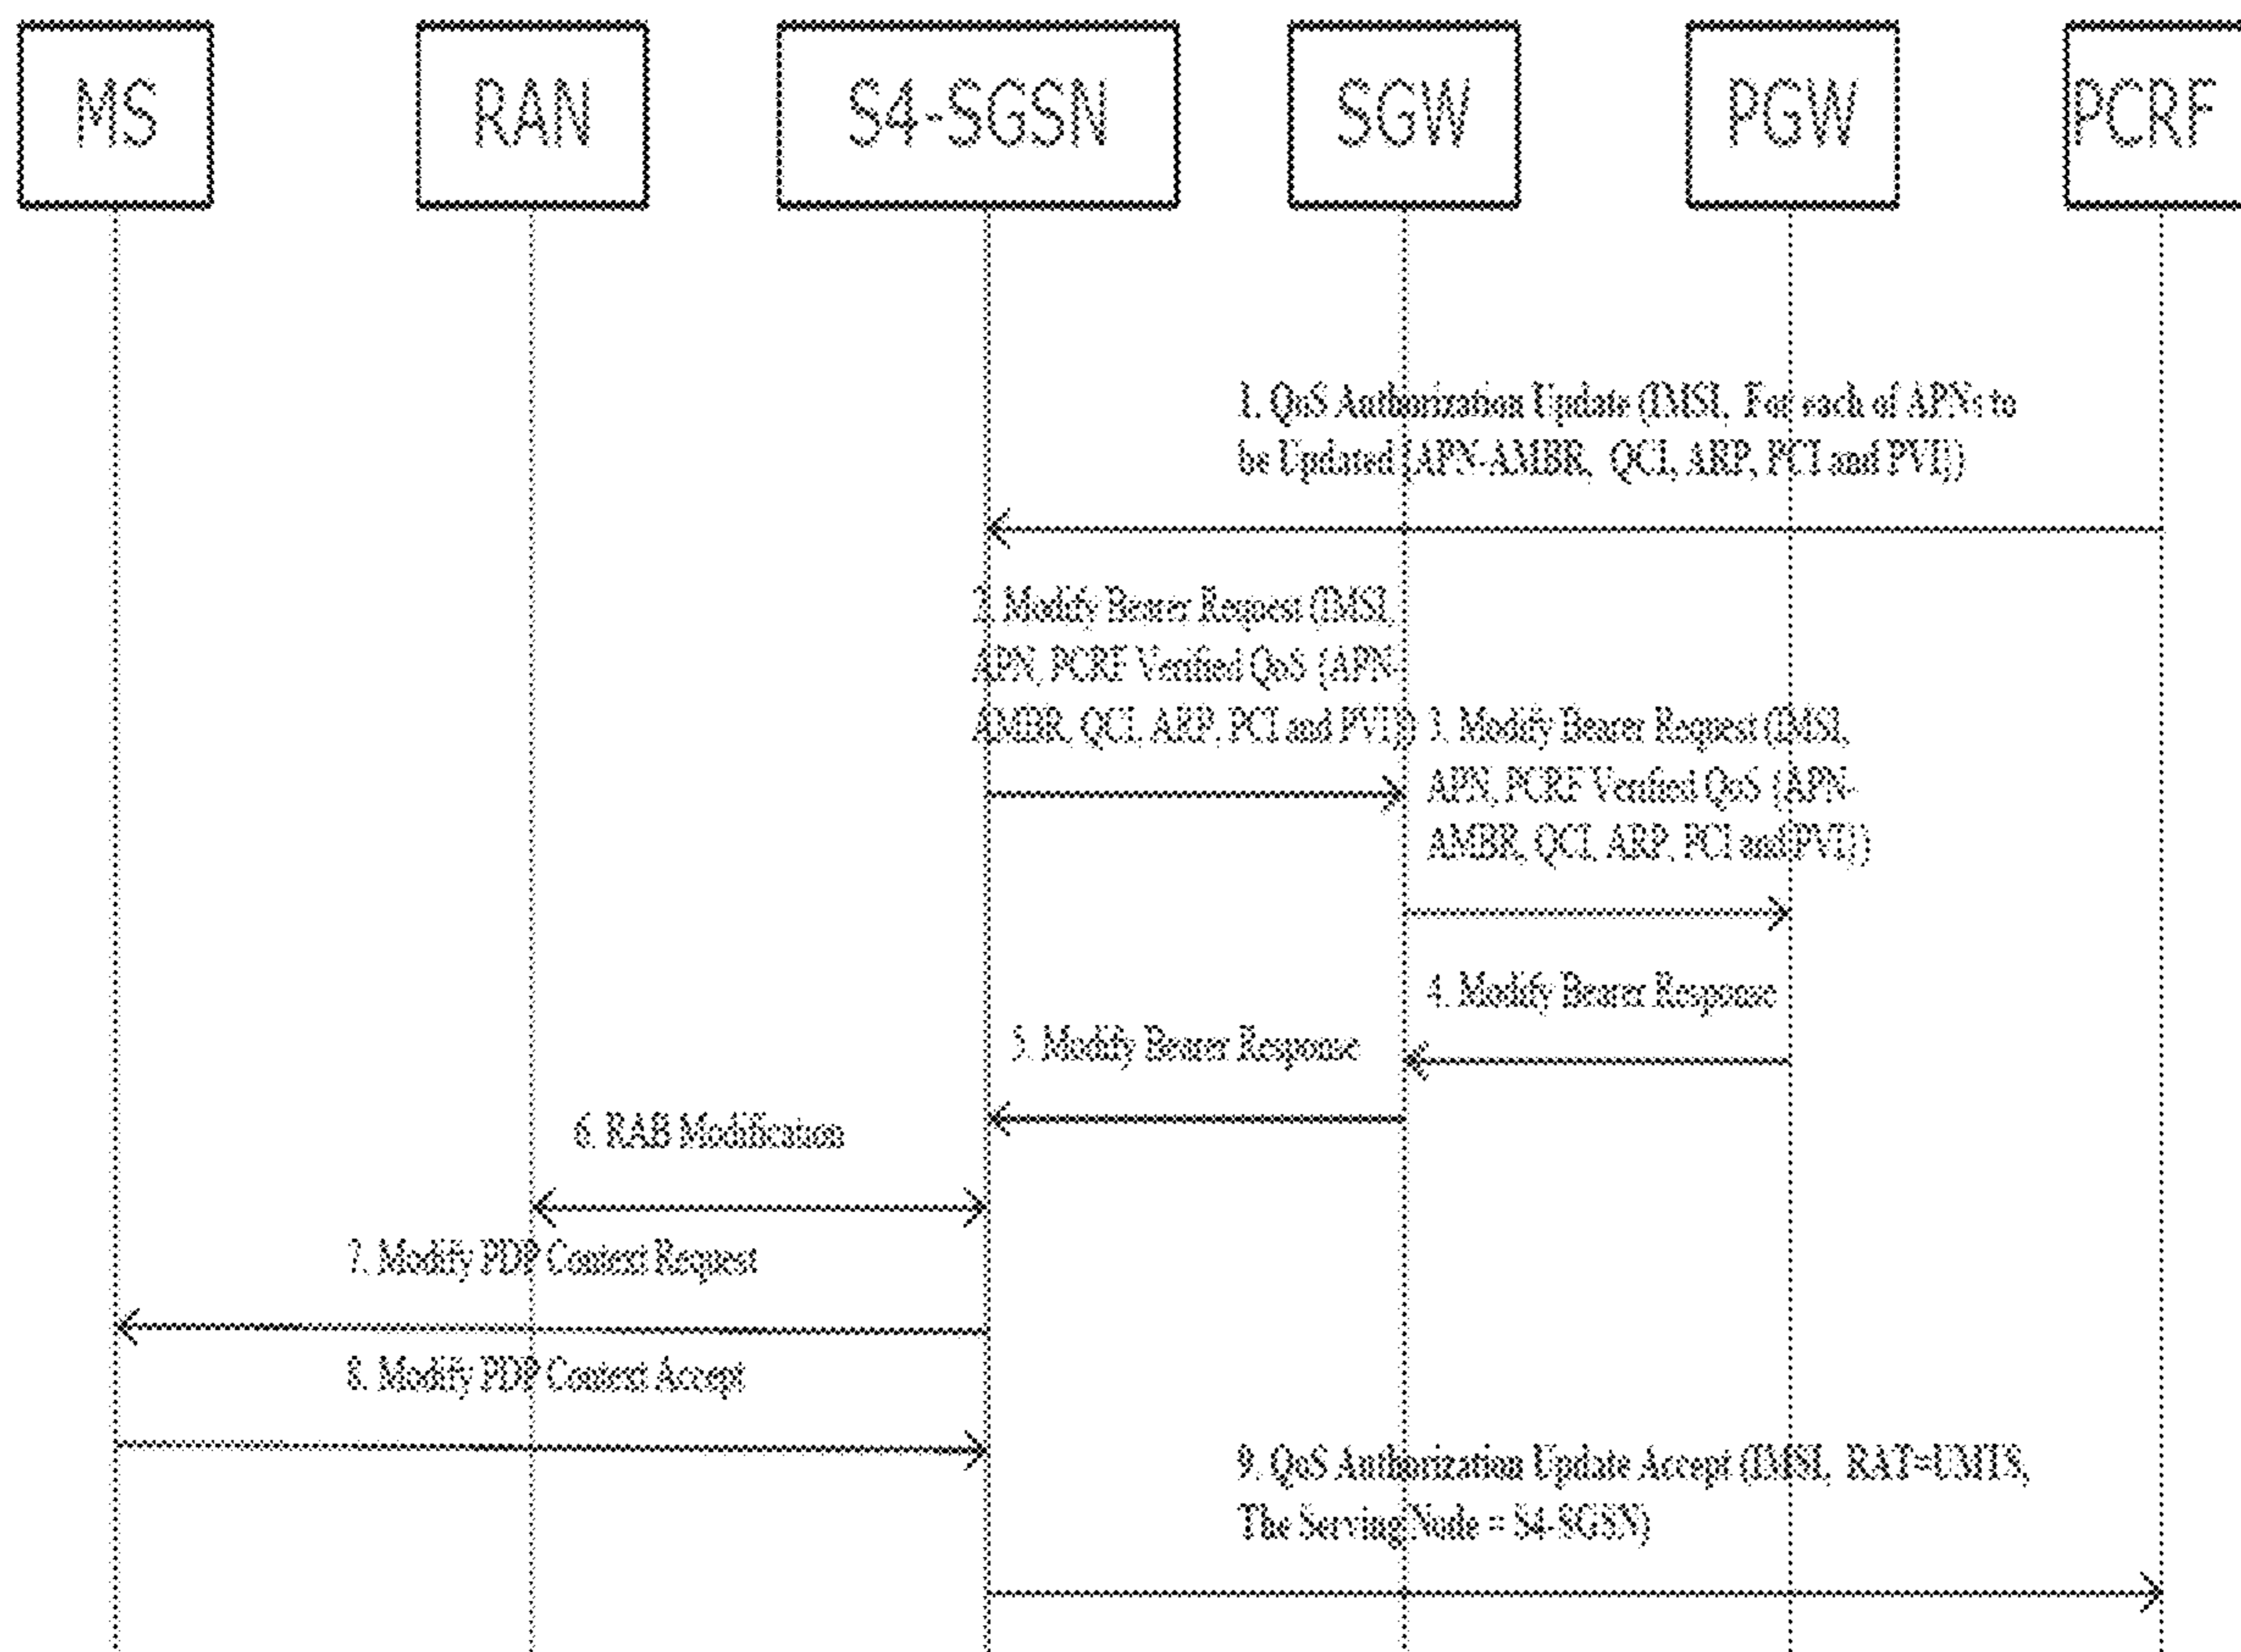 MS
RAN
S4-SGSN
SGW
PGW
PCRF
1. QoS Authorization Update (IMSI, For each of APNs to
be Updated {APN-AMBR, QCI, ARP, PCI and PVI})
2. Modify Bearer Request (IMSI,
APN, PCRF Verified QoS {APN-
AMBR, QCI, ARP, PCI and PVI})
3. Modify Bearer Request (IMSI,
APN, PCRF Verified QoS {APN-
AMBR, QCI, ARP, PCI and PVI})
4. Modify Bearer Response
5. Modify Bearer Response
6. RAB Modification
7. Modify PDP Context Request
8. Modify PDP Context Accept
9. QoS Authorization Update Accept (IMSI, RAT=UMTS,
The Serving Node = S4-SGSN)